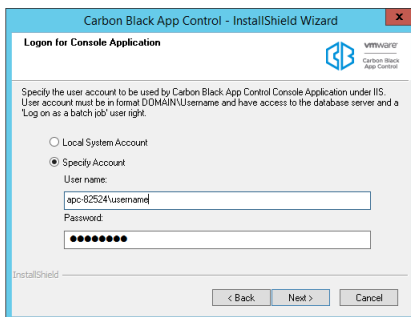 Carbon Black App Control - InstallShield Wizard
x
Logon for Console Application
vmware
Carbon Black
App Control
Specify the user account to be used by Carbon Black App Control Console Application under IIS.
User account must be in format DOMAIN\Username and have access to the database server and a
'Log on as a batch job' user right.
Local System Account
Specify Account
User name:
apc-82524\username
Password:
●●●●●●●●
InstallShield
< Back
Next >
Cancel